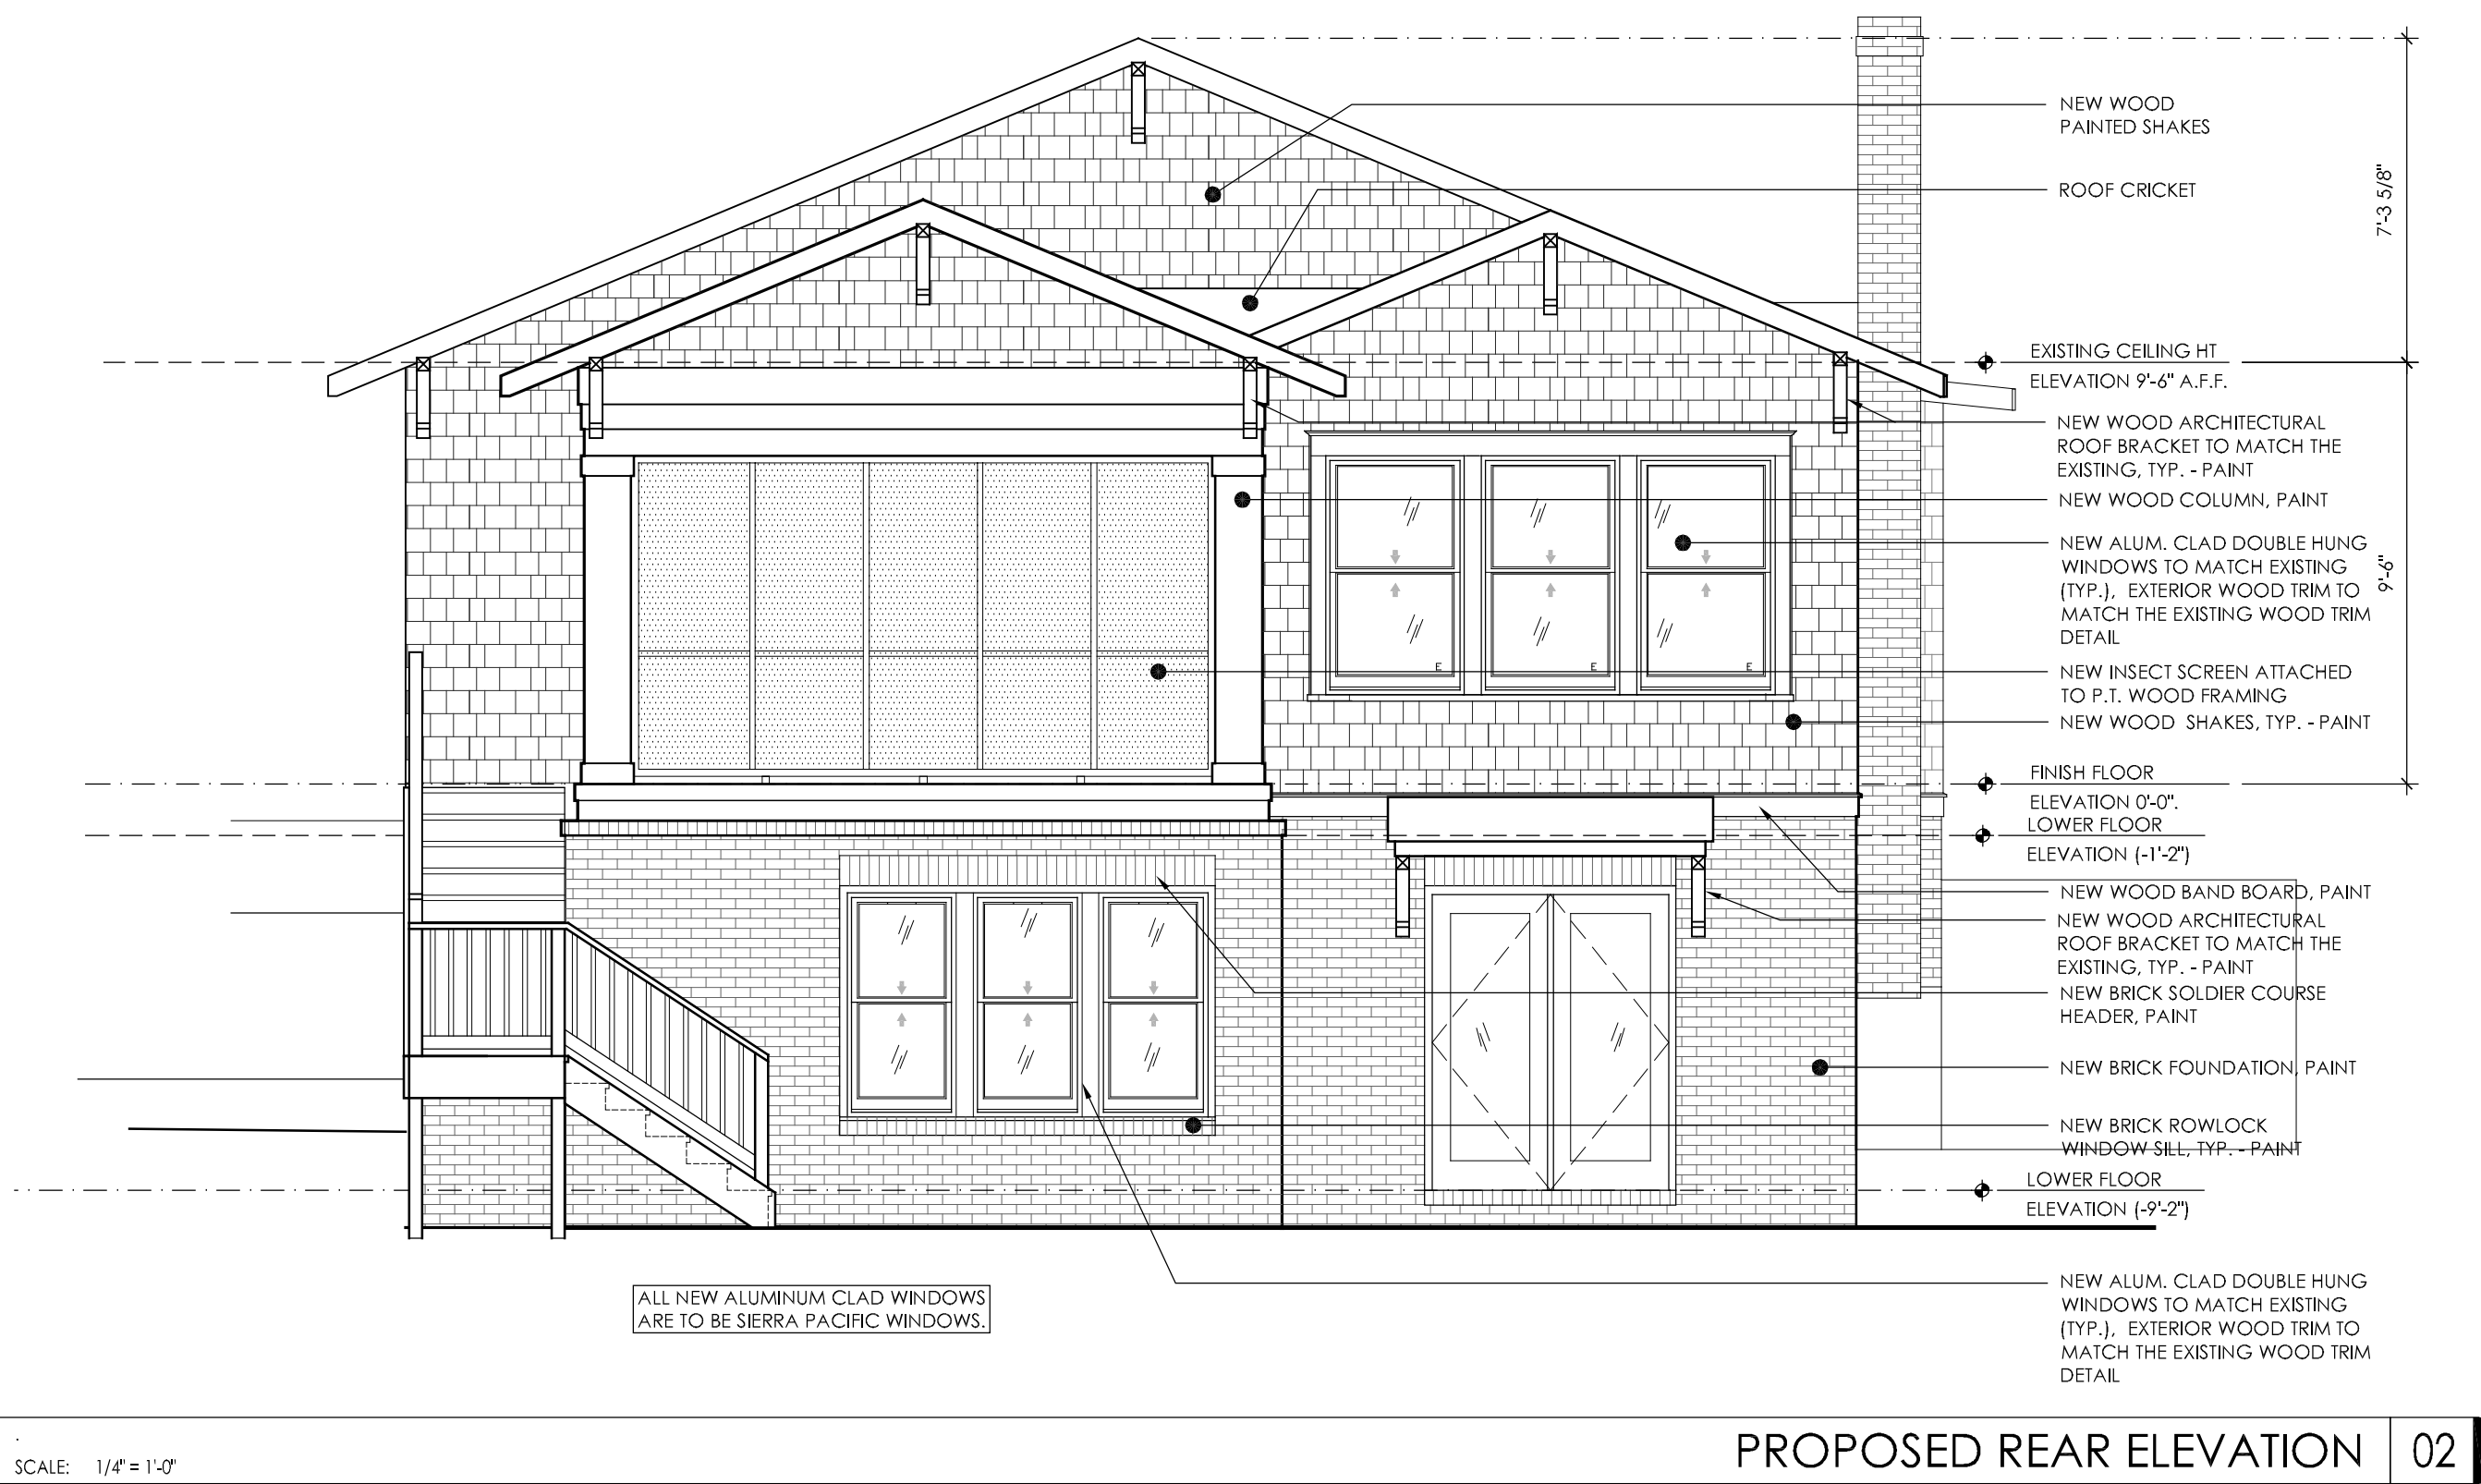 NEW WOOD
PAINTED SHAKES
7'-3 5/8"
ROOF CRICKET
EXISTING CEILING HT
ELEVATION 9'-6" A.F.F.
NEW WOOD ARCHITECTURAL
ROOF BRACKET TO MATCH THE
EXISTING, TYP. - PAINT
NEW WOOD COLUMN, PAINT
NEW ALUM. CLAD DOUBLE HUNG
WINDOWS TO MATCH EXISTING
(TYP.), EXTERIOR WOOD TRIM TO
MATCH THE EXISTING WOOD TRIM
DETAIL
9'-6"
E E E
NEW INSECT SCREEN ATTACHED
TO P.T. WOOD FRAMING
NEW WOOD SHAKES, TYP. - PAINT
FINISH FLOOR
ELEVATION 0'-0".
LOWER FLOOR
ELEVATION (-1'-2")
NEW WOOD BAND BOARD, PAINT
NEW WOOD ARCHITECTURAL
ROOF BRACKET TO MATCH THE
EXISTING, TYP. - PAINT
NEW BRICK SOLDIER COURSE
HEADER, PAINT
NEW BRICK FOUNDATION, PAINT
NEW BRICK ROWLOCK
WINDOW SILL, TYP. - PAINT
LOWER FLOOR
ELEVATION (-9'-2")
ALL NEW ALUMINUM CLAD WINDOWS
ARE TO BE SIERRA PACIFIC WINDOWS.
NEW ALUM. CLAD DOUBLE HUNG
WINDOWS TO MATCH EXISTING
(TYP.), EXTERIOR WOOD TRIM TO
MATCH THE EXISTING WOOD TRIM
DETAIL
SCALE: 1/4" = 1'-0"
PROPOSED REAR ELEVATION 02